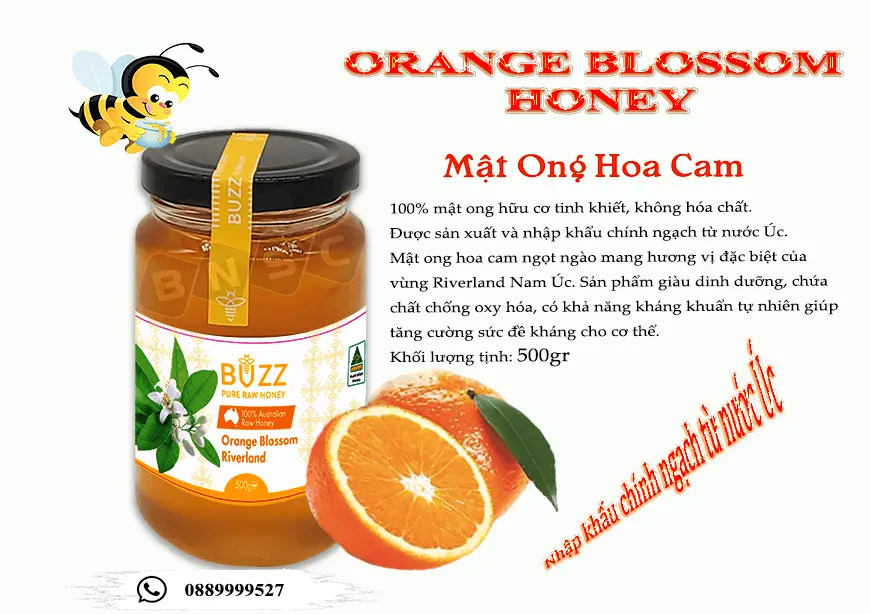 ORANGE BLOSSOM
HONEY
Mật Ong Hoa Cam
100% mật ong hữu cơ tinh khiết, không hóa chất.
Được sản xuất và nhập khẩu chính ngạch từ nước Úc.
Mật ong hoa cam ngọt ngào mang hương vị đặc biệt của
vùng Riverland Nam Úc. Sản phẩm giàu dinh dưỡng, chứa
chất chống oxy hóa, có khả năng kháng khuẩn tự nhiên giúp
tăng cường sức đề kháng cho cơ thể.
Khối lượng tịnh: 500gr
Nhập khẩu chính ngạch từ nước Úc
BUZZ
BNSC
BUZZ
PURE RAW HONEY
100% Australian
Raw Honey
Orange Blossom
Riverland
500g
0889999527